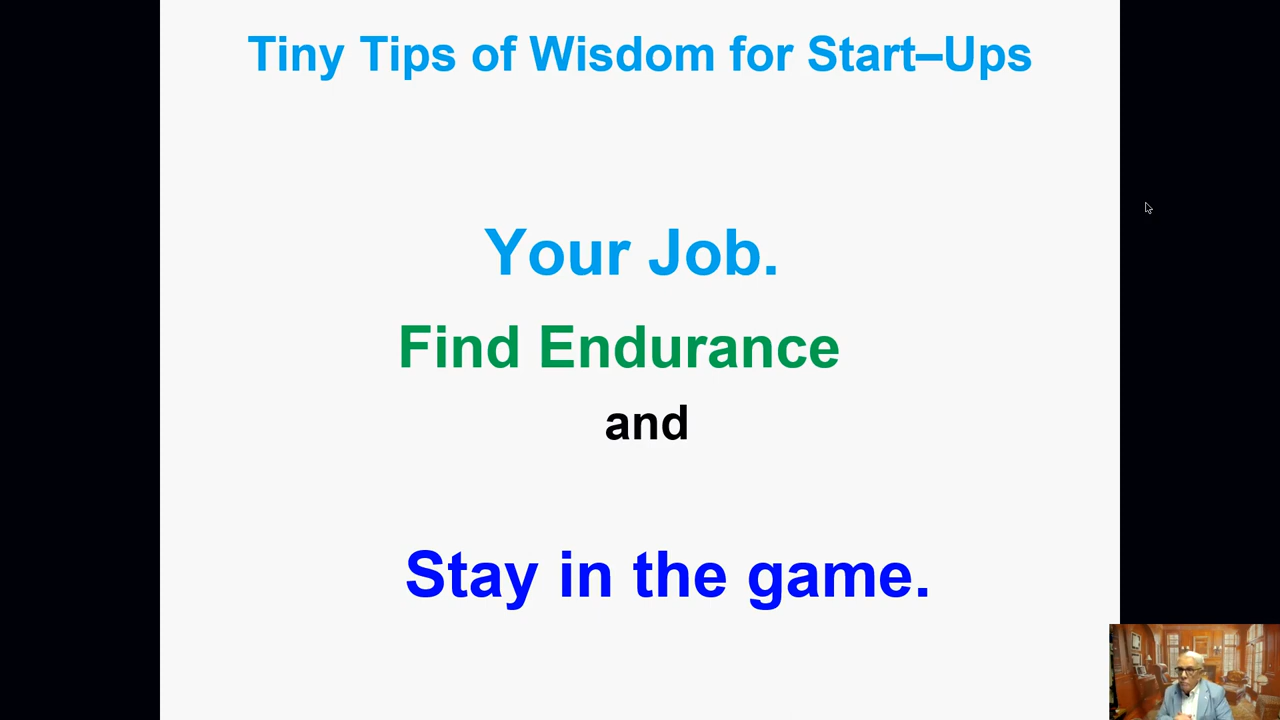 Tiny Tips of Wisdom for Start–Ups
Your Job.
Find Endurance
and
Stay in the game.